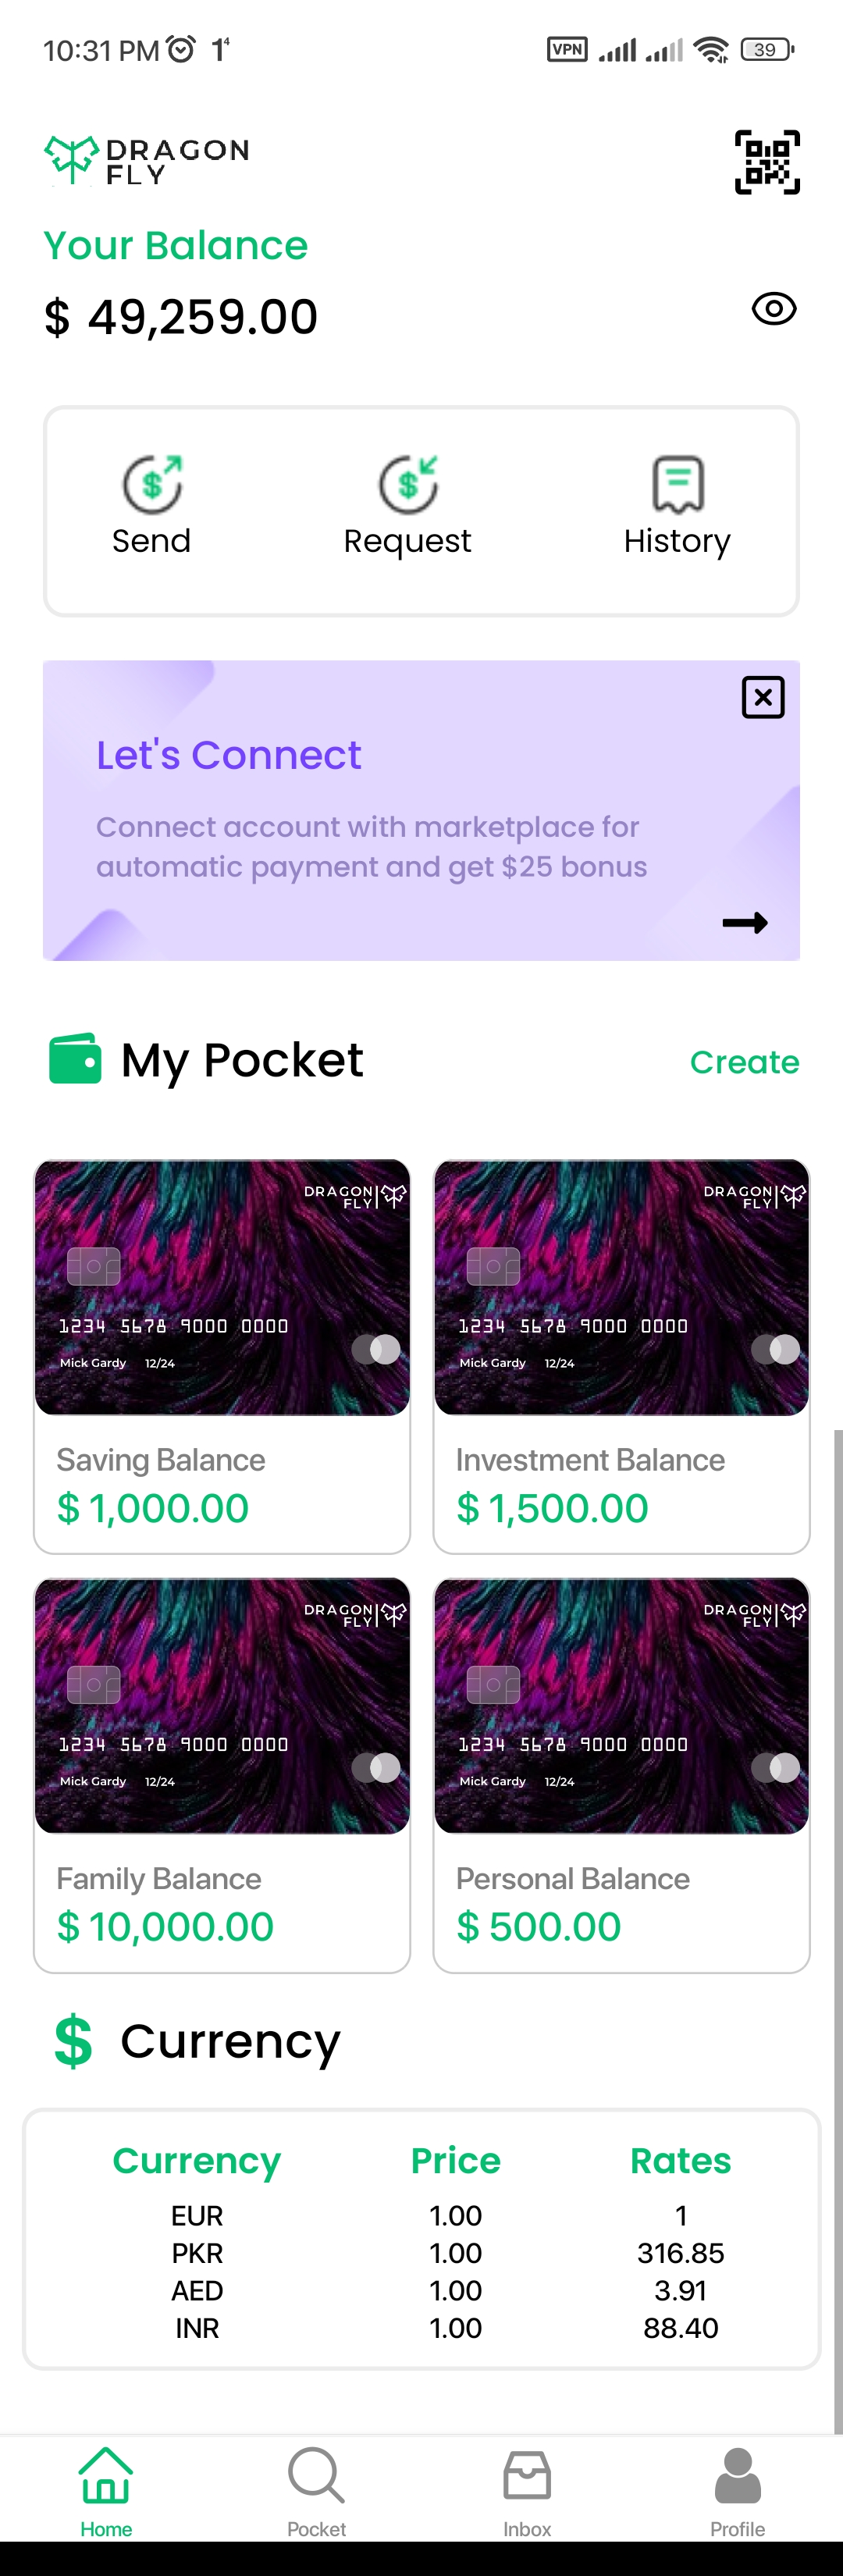 10:31 PM 1⁴ VPN 39
DRAGON
FLY
Your Balance
$ 49,259.00
Send Request History
Let's Connect
Connect account with marketplace for
automatic payment and get $25 bonus
My Pocket Create
DRAGON
FLY
1234 5678 9000 0000
Mick Gardy 12/24
Saving Balance
$ 1,000.00
DRAGON
FLY
1234 5678 9000 0000
Mick Gardy 12/24
Investment Balance
$ 1,500.00
DRAGON
FLY
1234 5678 9000 0000
Mick Gardy 12/24
Family Balance
$ 10,000.00
DRAGON
FLY
1234 5678 9000 0000
Mick Gardy 12/24
Personal Balance
$ 500.00
$ Currency
Currency Price Rates
EUR 1.00 1
PKR 1.00 316.85
AED 1.00 3.91
INR 1.00 88.40
Home Pocket Inbox Profile